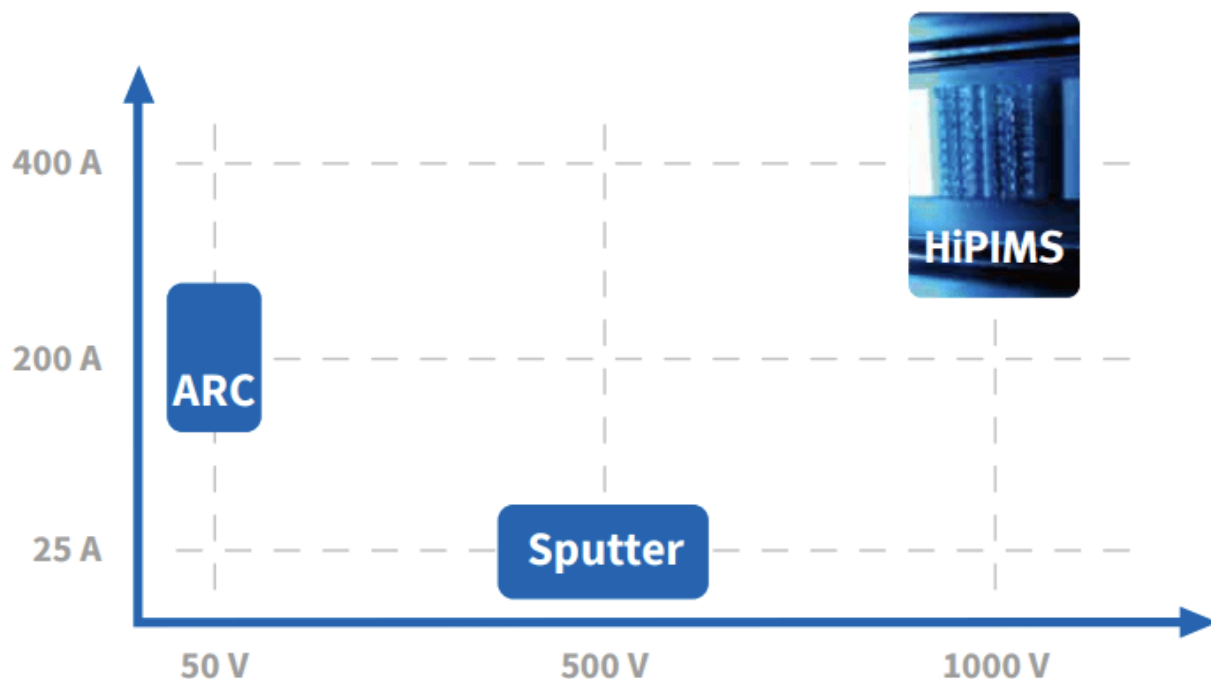 400 A
HiPIMS
200 A
ARC
25 A
Sputter
50 V
500 V
1000 V